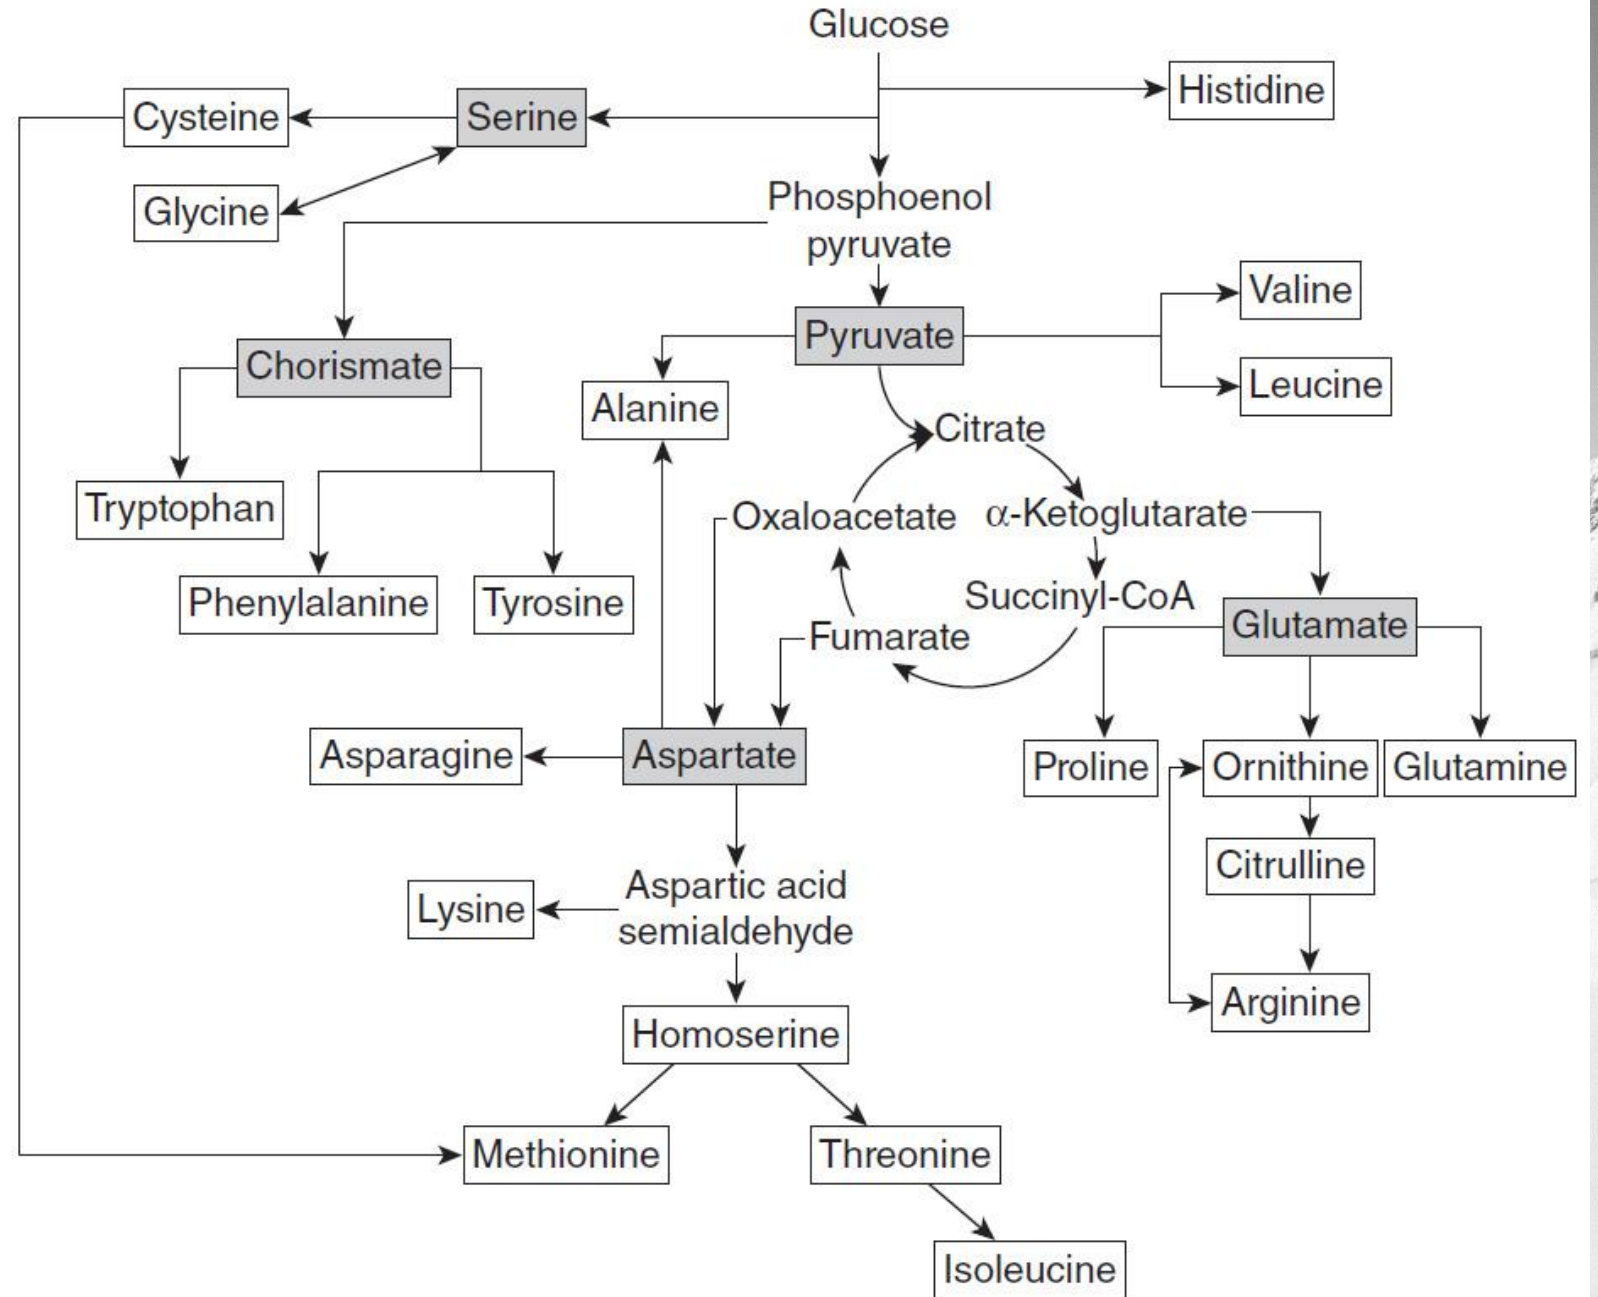 Glucose
Histidine
Cysteine
Serine
Glycine
Phosphoenol
pyruvate
Valine
Pyruvate
Chorismate
Leucine
Alanine
Citrate
Tryptophan
Oxaloacetate
α-Ketoglutarate
Phenylalanine
Tyrosine
Succinyl-CoA
Glutamate
Fumarate
Asparagine
Aspartate
Proline
Ornithine
Glutamine
Citrulline
Aspartic acid
semialdehyde
Lysine
Arginine
Homoserine
Methionine
Threonine
Isoleucine